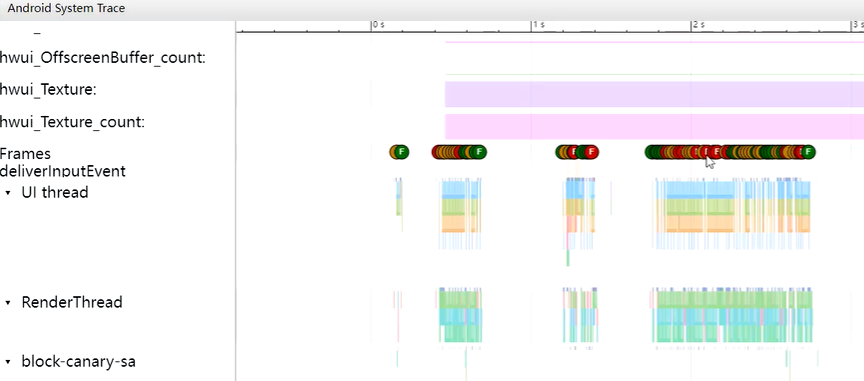 Android System Trace
0 s
1 s
2 s
3 s
hwui_OffscreenBuffer_count:
hwui_Texture:
hwui_Texture_count:
Frames
F F F F F F
deliverInputEvent
UI thread
RenderThread
block-canary-sa